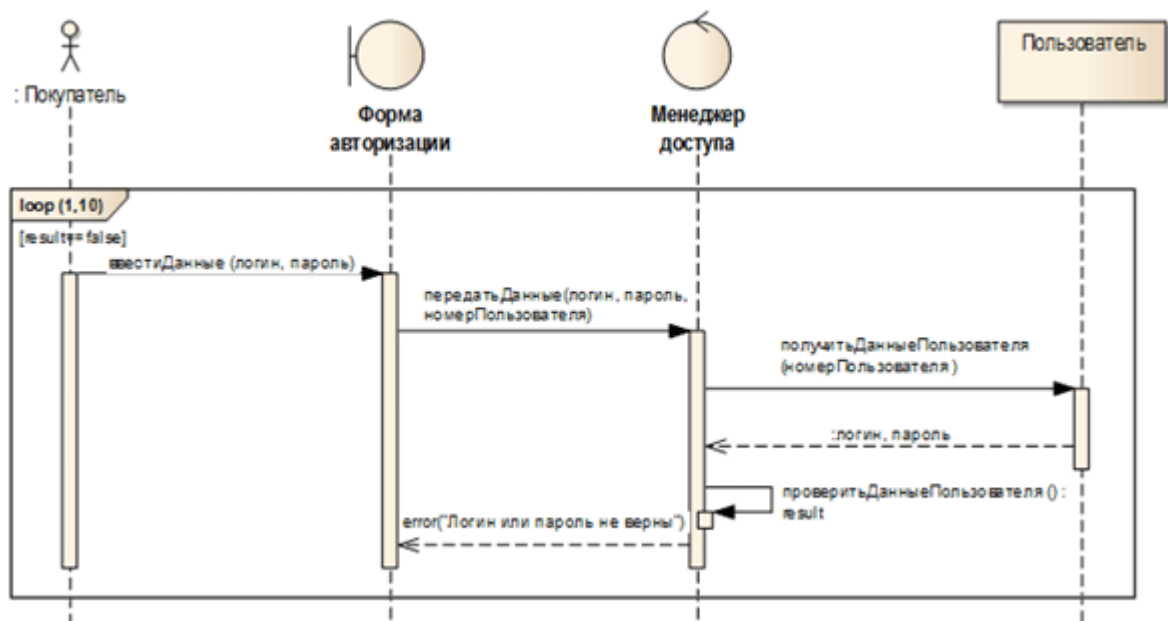 : Покупатель
Форма
авторизации
Менеджер
доступа
Пользователь
loop (1,10)
[result== false]
ввестиДанные (логин, пароль)
передатьДанные(логин, пароль,
номерПользователя)
получитьДанныеПользователя
(номерПользователя )
:логин, пароль
проверитьДанныеПользователя () :
result
error("Логин или пароль не верны")